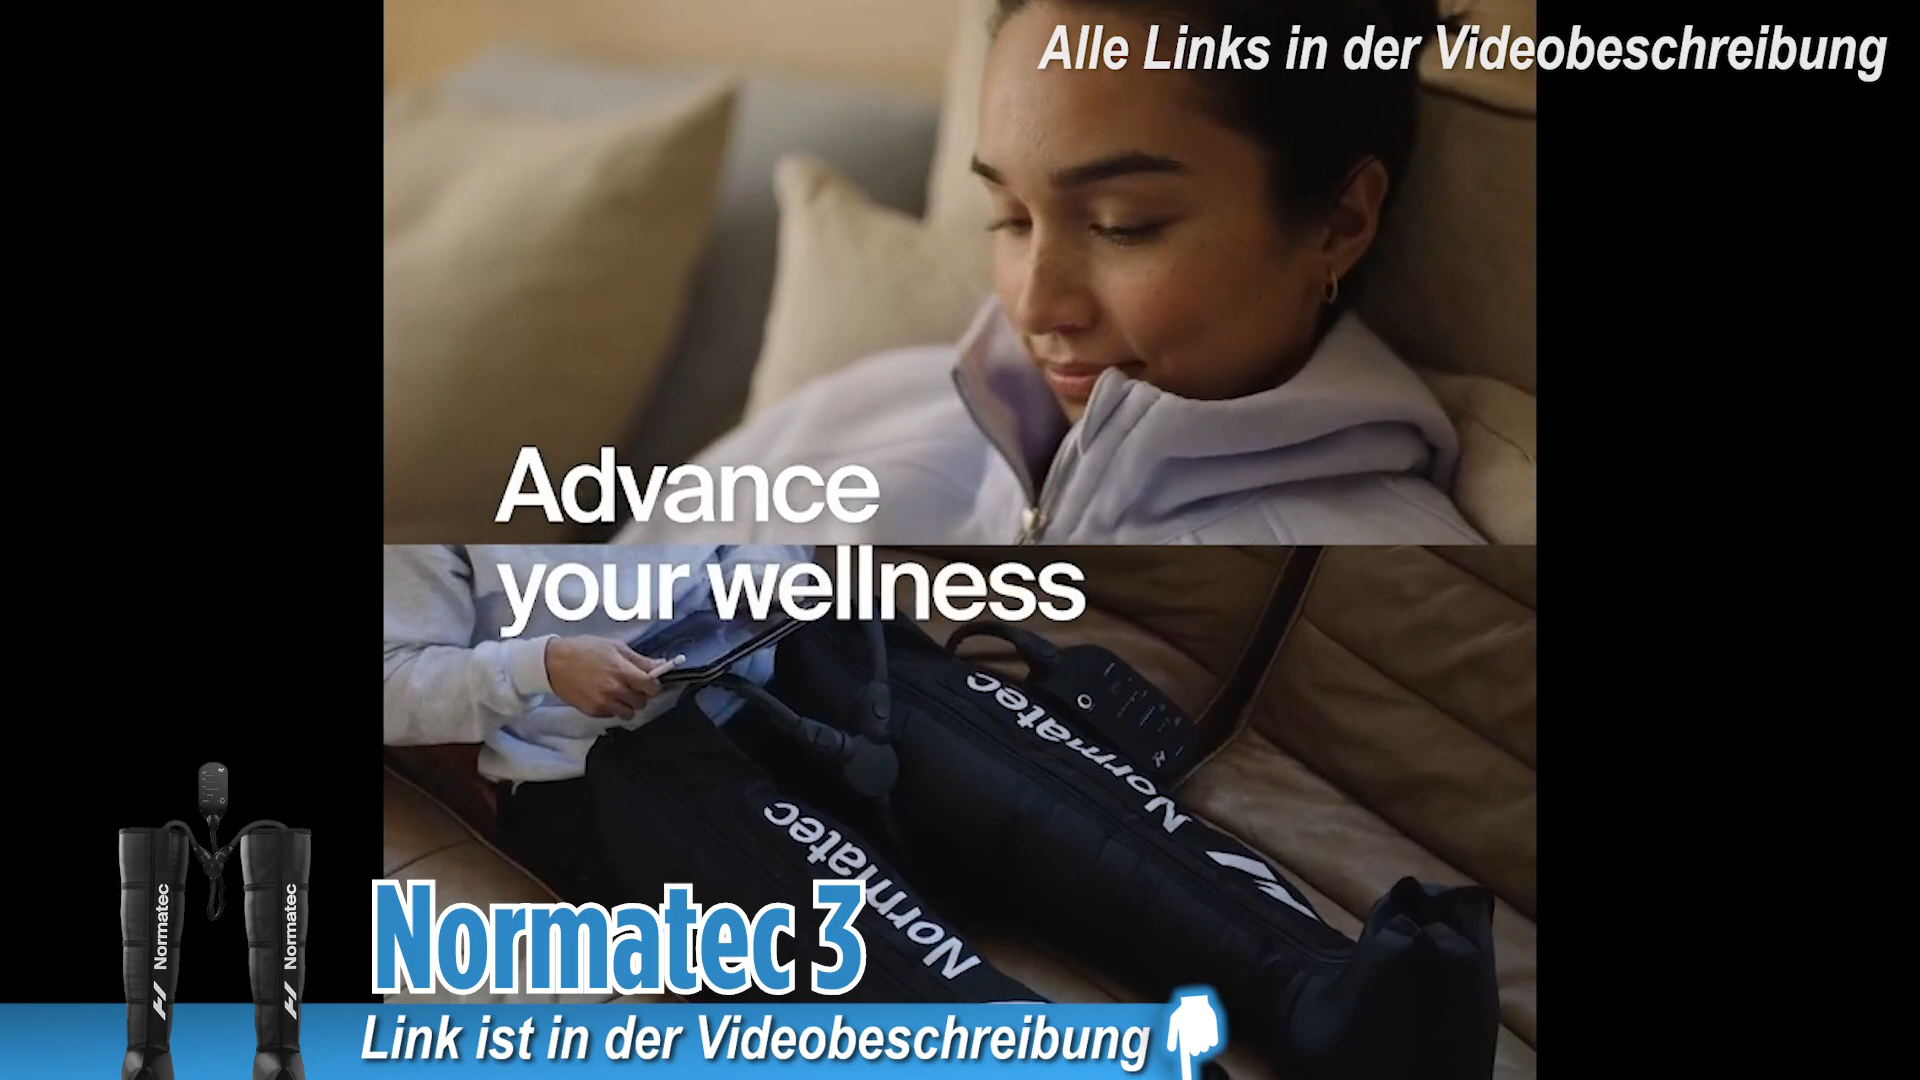 Alle Links in der Videobeschreibung
Advance
your wellness
Normatec
Normatec
Normatec
Normatec
Normatec 3
Link ist in der Videobeschreibung